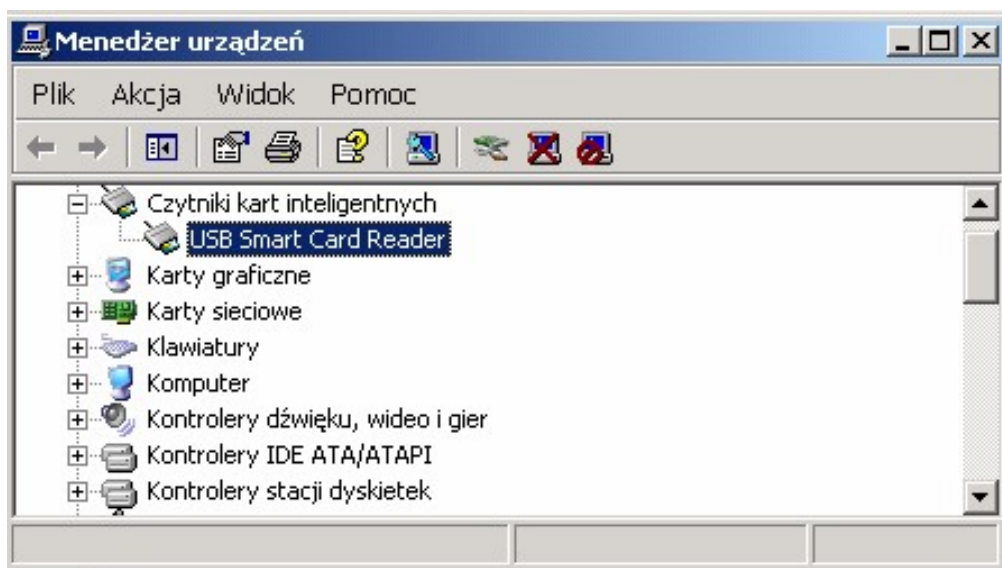 Menedżer urządzeń
Plik Akcja Widok Pomoc
Czytniki kart inteligentnych
USB Smart Card Reader
Karty graficzne
Karty sieciowe
Klawiatury
Komputer
Kontrolery dźwięku, wideo i gier
Kontrolery IDE ATA/ATAPI
Kontrolery stacji dyskietek